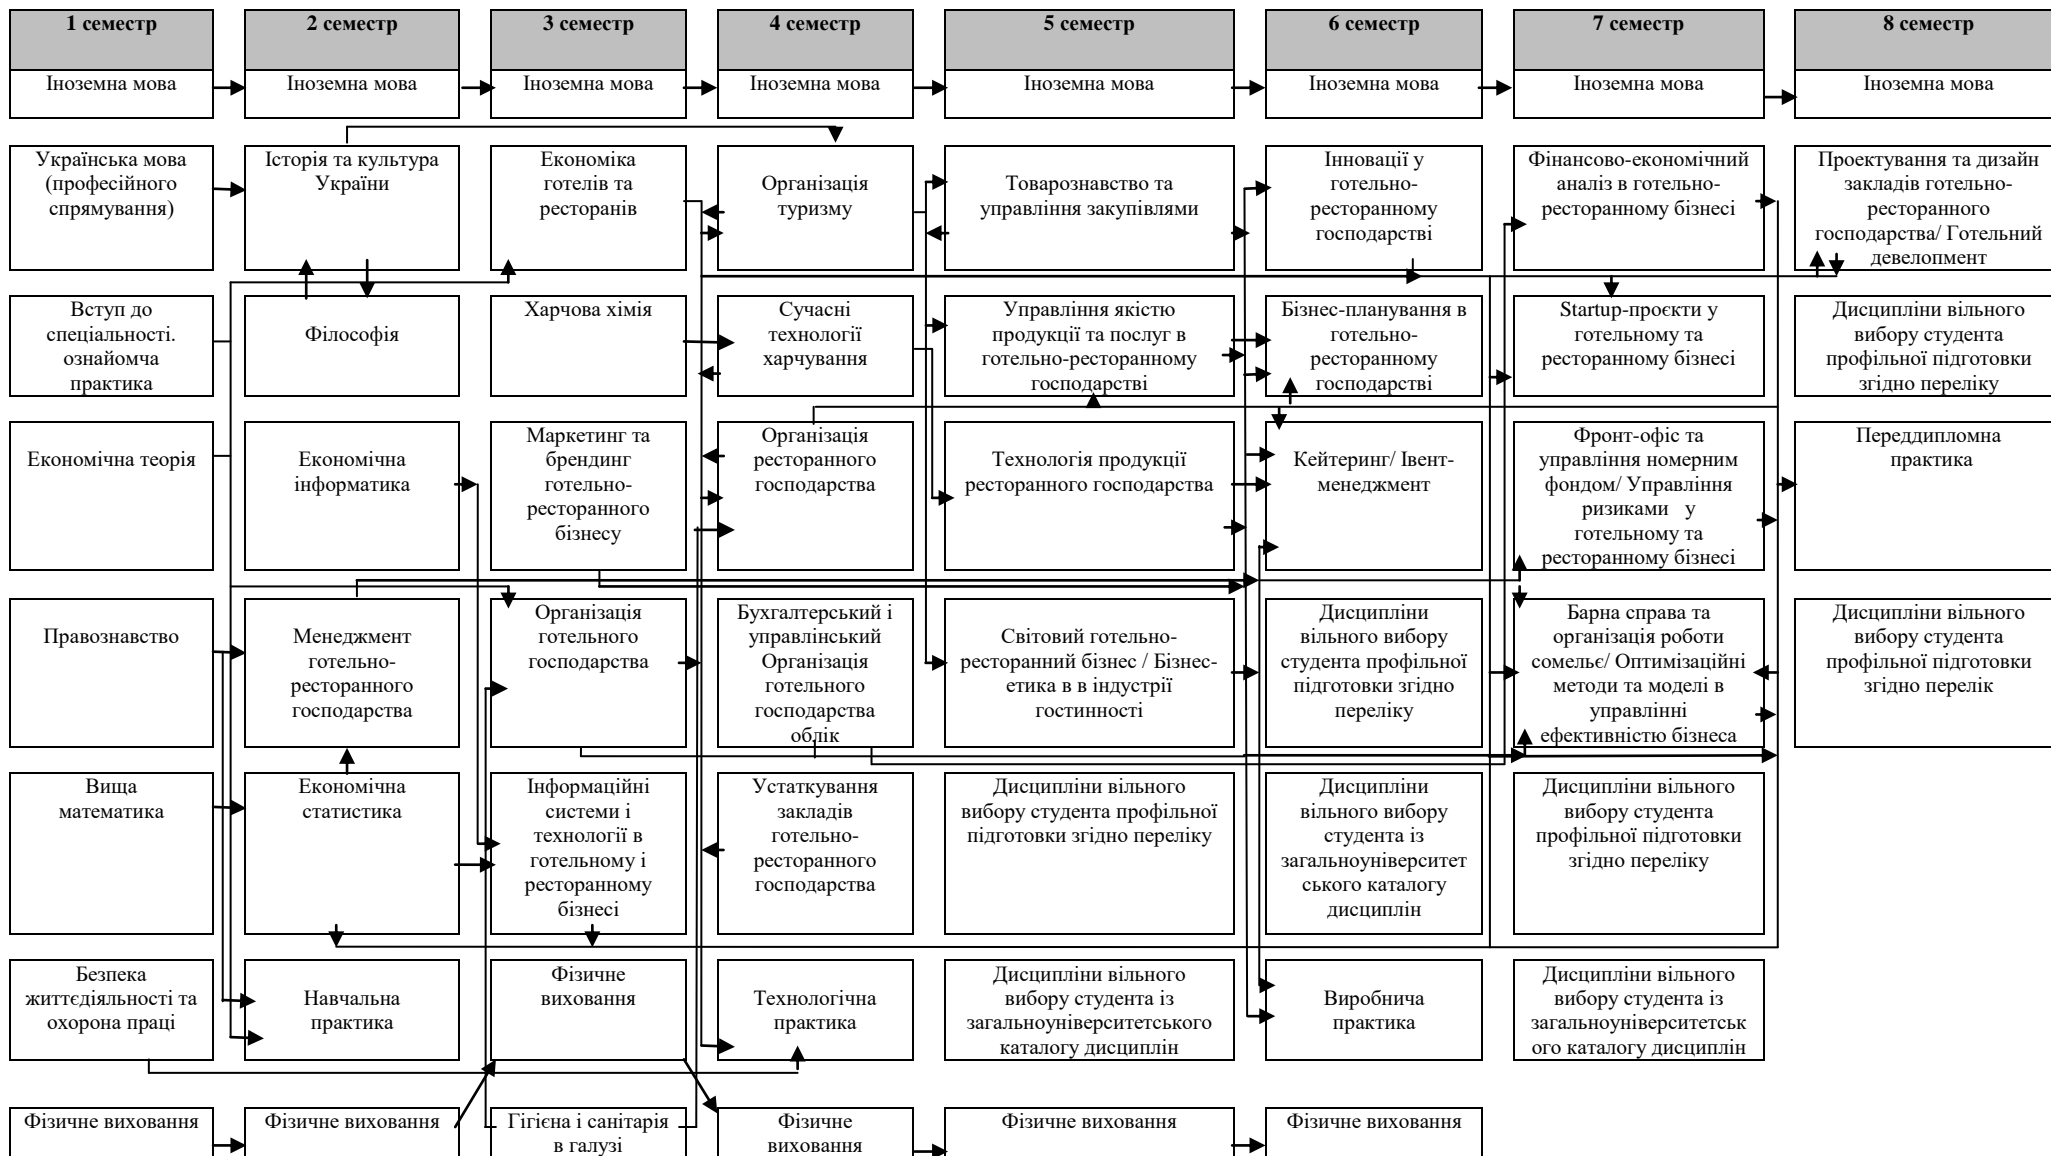 1 семестр
2 семестр
3 семестр
4 семестр
5 семестр
6 семестр
7 семестр
8 семестр
Іноземна мова
Іноземна мова
Іноземна мова
Іноземна мова
Іноземна мова
Іноземна мова
Іноземна мова
Іноземна мова
Українська мова
(професійного
спрямування)
Історія та культура
України
Економіка
готелів та
ресторанів
Організація
туризму
Товарознавство та
управління закупівлями
Інновації у
готельно-
ресторанному
господарстві
Фінансово-економічний
аналіз в готельно-
ресторанному бізнесі
Проектування та дизайн
закладів готельно-
ресторанного
господарства/ Готельний
девелопмент
Вступ до
спеціальності.
ознайомча
практика
Філософія
Харчова хімія
Сучасні
технології
харчування
Управління якістю
продукції та послуг в
готельно-ресторанному
господарстві
Бізнес-планування в
готельно-
ресторанному
господарстві
Startup-проєкти у
готельному та
ресторанному бізнесі
Дисципліни вільного
вибору студента
профільної підготовки
згідно переліку
Економічна теорія
Економічна
інформатика
Маркетинг та
брендинг
готельно-
ресторанного
бізнесу
Організація
ресторанного
господарства
Технологія продукції
ресторанного господарства
Кейтеринг/ Івент-
менеджмент
Фронт-офіс та
управління номерним
фондом/ Управління
ризиками у
готельному та
ресторанному бізнесі
Переддипломна
практика
Правознавство
Менеджмент
готельно-
ресторанного
господарства
Організація
готельного
господарства
Бухгалтерський і
управлінський
Організація
готельного
господарства
облік
Світовий готельно-
ресторанний бізнес / Бізнес-
етика в в індустрії
гостинності
Дисципліни
вільного вибору
студента профільної
підготовки згідно
переліку
Барна справа та
організація роботи
сомельє/ Оптимізаційні
методи та моделі в
управлінні
ефективністю бізнеса
Дисципліни вільного
вибору студента
профільної підготовки
згідно перелік
Вища
математика
Економічна
статистика
Інформаційні
системи і
технології в
готельному і
ресторанному
бізнесі
Устаткування
закладів
готельно-
ресторанного
господарства
Дисципліни вільного
вибору студента профільної
підготовки згідно переліку
Дисципліни
вільного вибору
студента із
загальноуніверситет
ського каталогу
дисциплін
Дисципліни вільного
вибору студента
профільної підготовки
згідно переліку
Безпека
життєдіяльності та
охорона праці
Навчальна
практика
Фізичне
виховання
Технологічна
практика
Дисципліни вільного
вибору студента із
загальноуніверситетського
каталогу дисциплін
Виробнича
практика
Дисципліни вільного
вибору студента із
загальноуніверситетськ
ого каталогу дисциплін
Фізичне виховання
Фізичне виховання
Гігієна і санітарія
в галузі
Фізичне
виховання
Фізичне виховання
Фізичне виховання